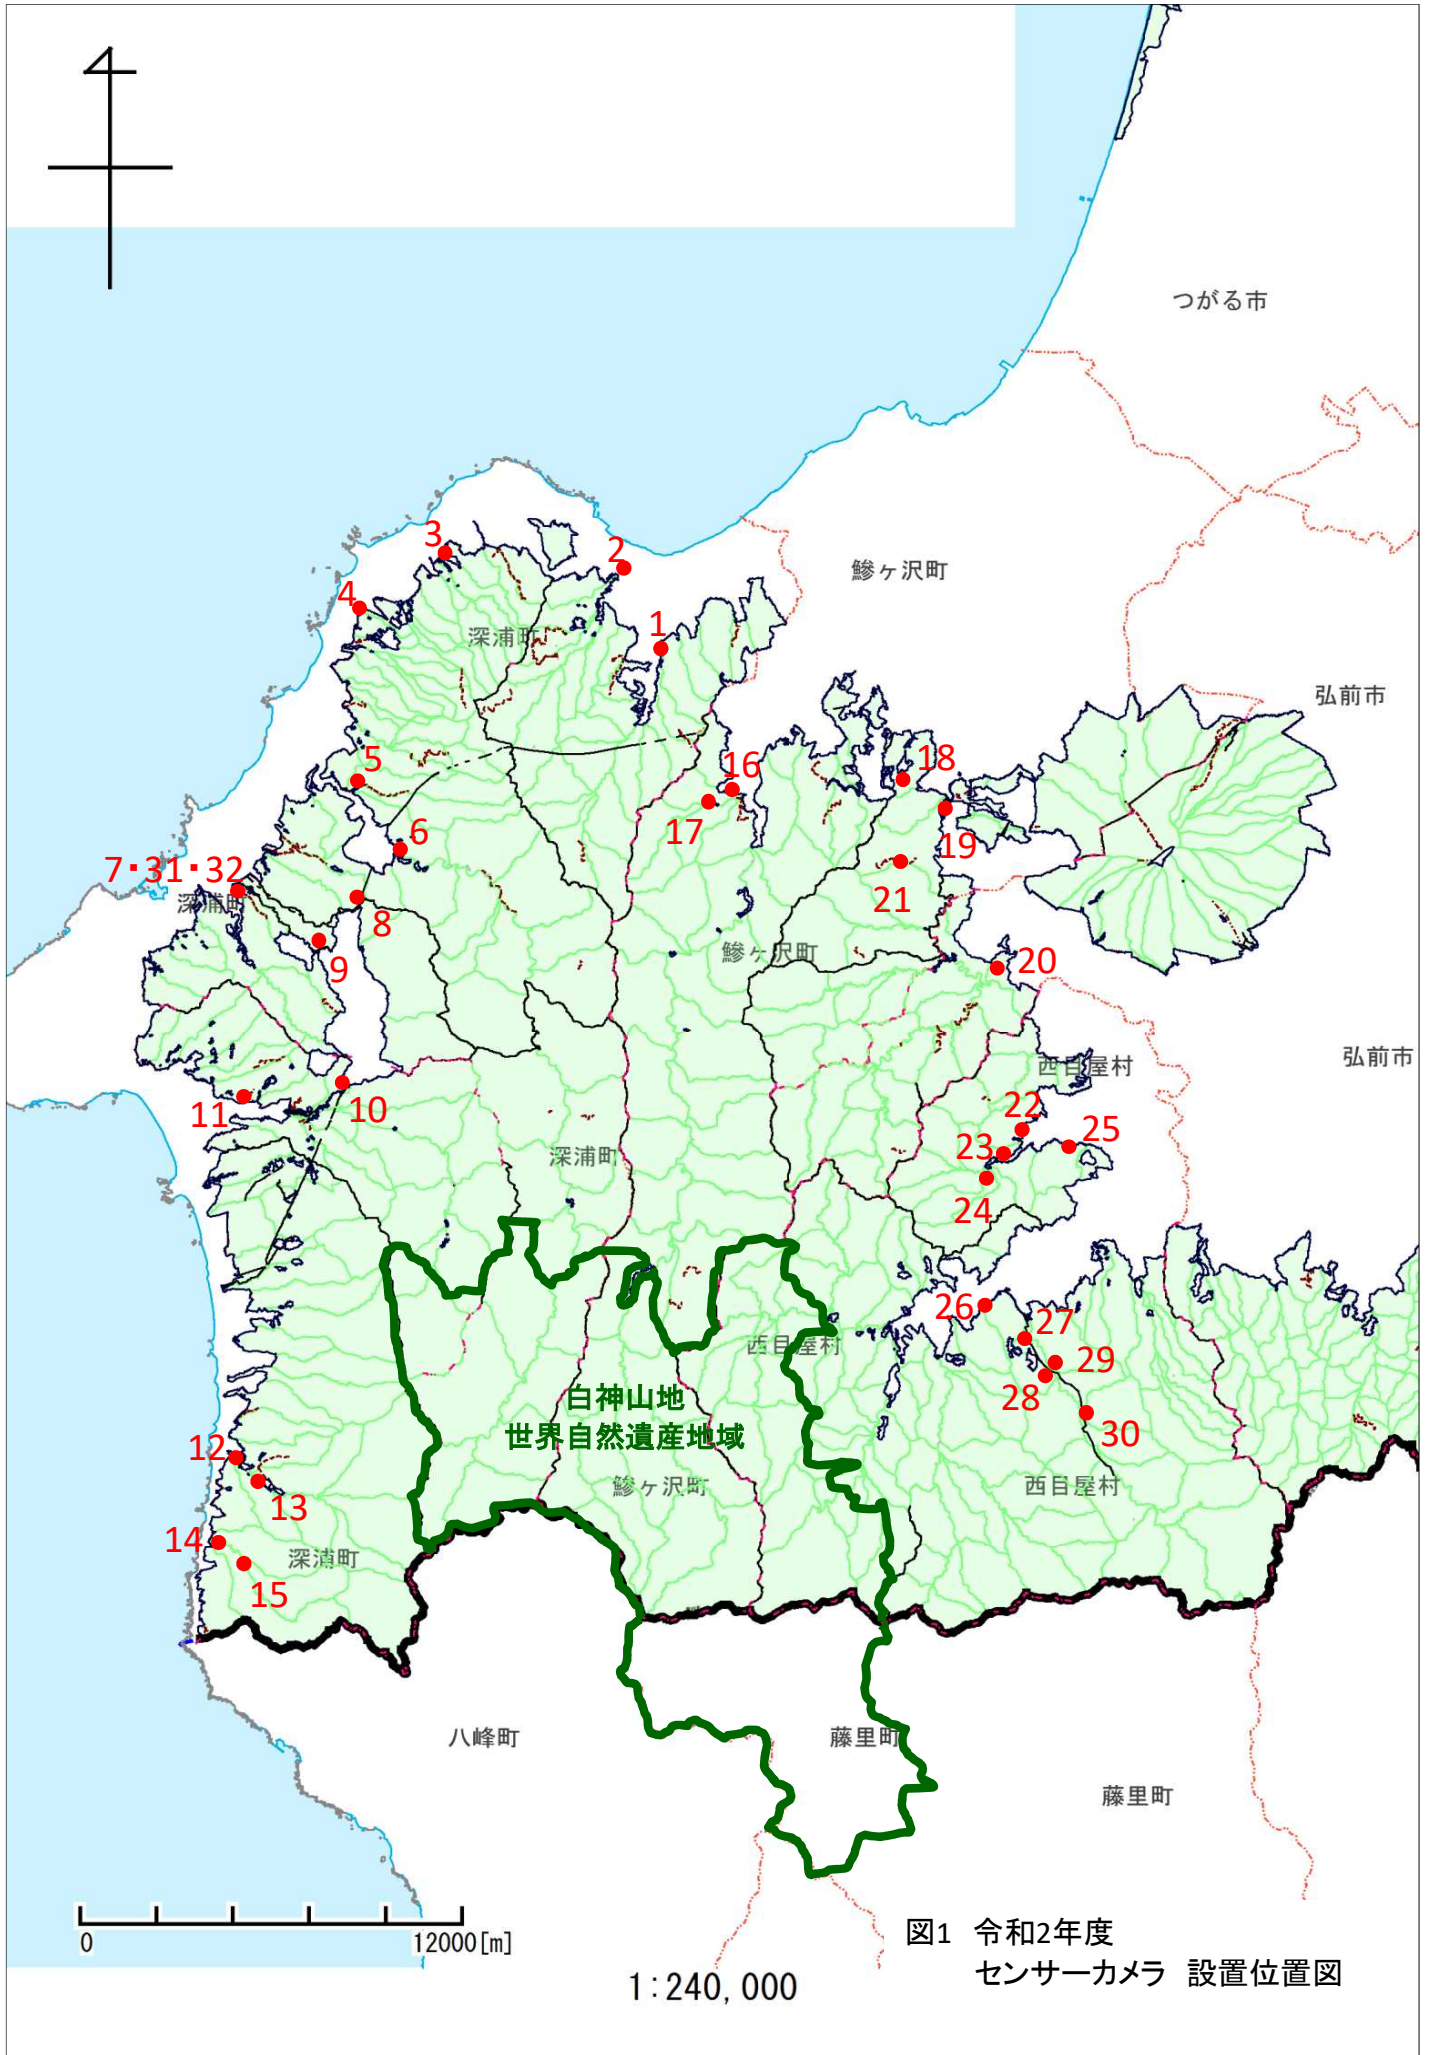 つがる市
鰺ヶ沢町
3
2
4
1
深浦町
弘前市
5
18
16
6
17
19
7・31・32
深浦町
8
21
鰺ヶ沢町
9
20
弘前市
西目屋村
11
10
22
25
23
深浦町
24
26
27
西目屋村
29
28
白神山地
世界自然遺産地域
30
12
鰺ヶ沢町
西目屋村
13
14
深浦町
15
八峰町
藤里町
藤里町
0
12000[m]
1:240,000
図1 令和2年度
センサーカメラ 設置位置図